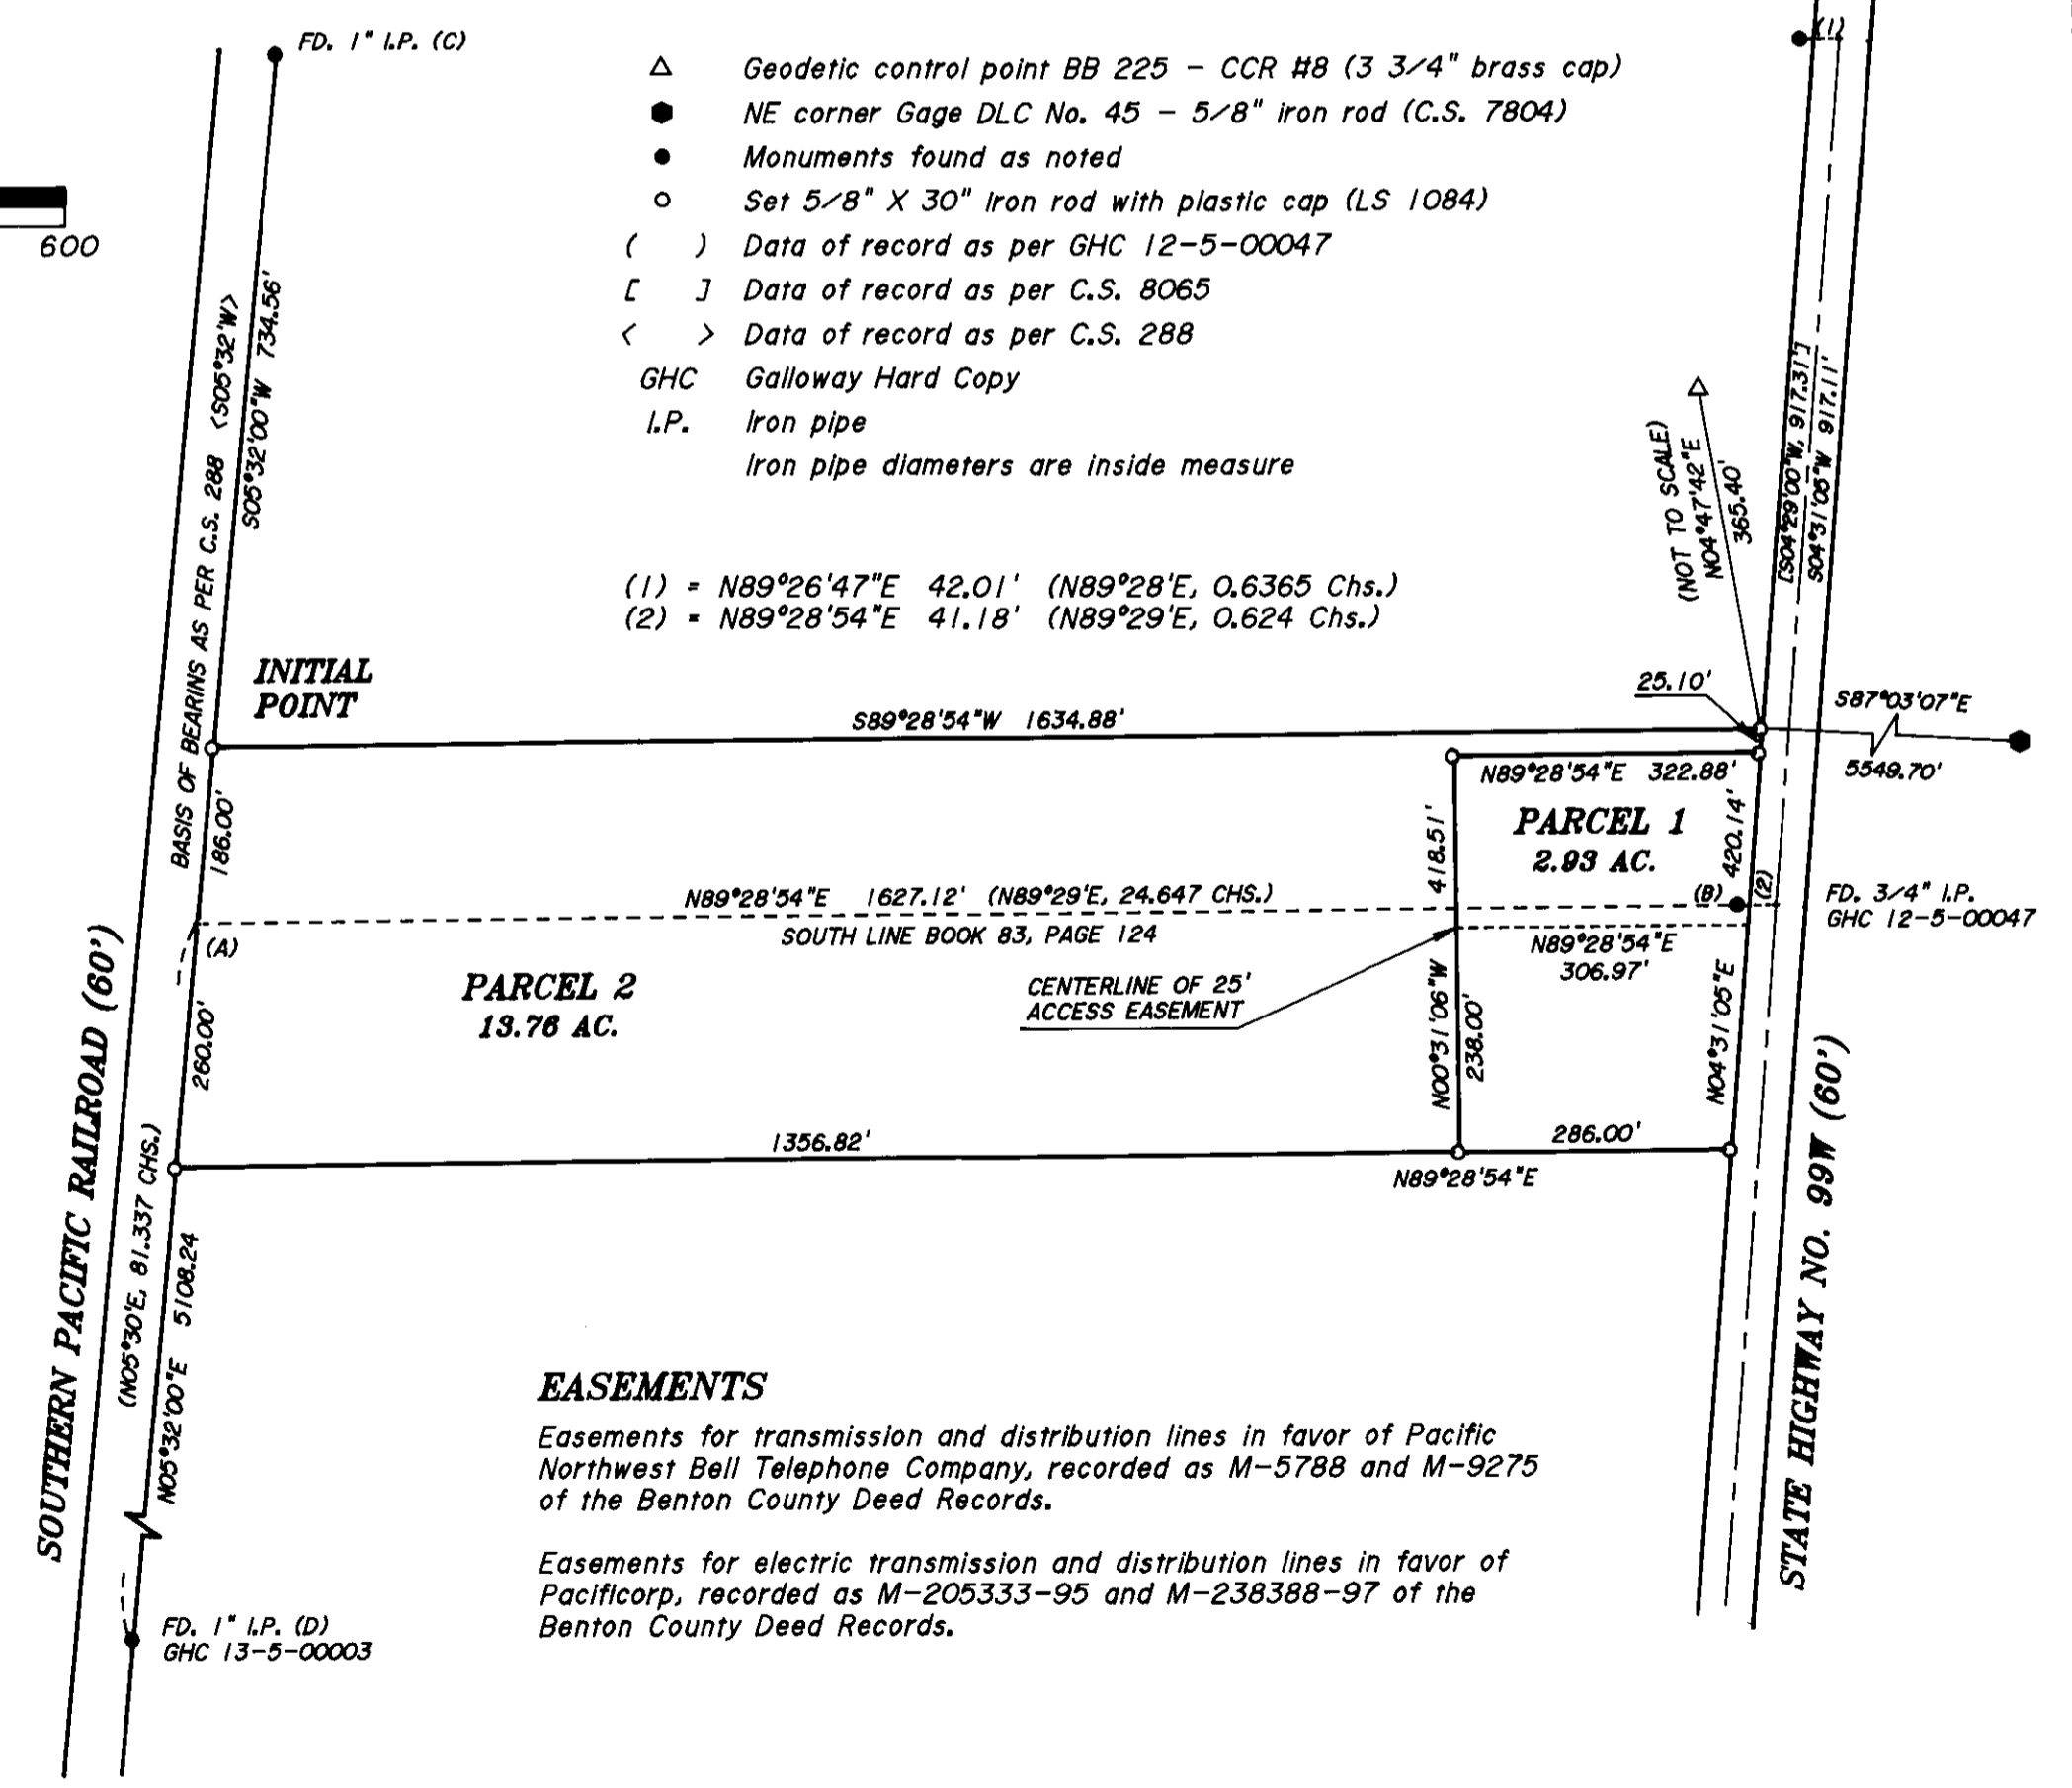 FD. 1" I.P. (C)
(1)
△ Geodetic control point BB 225 - CCR #8 (3 3/4" brass cap)
NE corner Gage DLC No. 45 - 5/8" iron rod (C.S. 7804)
Monuments found as noted
Set 5/8" X 30" iron rod with plastic cap (LS 1084)
( ) Data of record as per GHC 12-5-00047
[ ] Data of record as per C.S. 8065
< > Data of record as per C.S. 288
GHC Galloway Hard Copy
I.P. Iron pipe
Iron pipe diameters are inside measure
600
BASIS OF BEARINS AS PER C.S. 288 <S05°32'W>
S05°32'00"W 734.56'
(NOT TO SCALE)
N04°47'42"E
365.40'
[S04°29'00"W, 917.31']
S04°31'05"W 917.11'
(1) = N89°26'47"E 42.01' (N89°28'E, 0.6365 Chs.)
(2) = N89°28'54"E 41.18' (N89°29'E, 0.624 Chs.)
INITIAL
POINT
S89°28'54"W 1634.88'
25.10'
S87°03'07"E
5549.70'
N89°28'54"E 322.88'
PARCEL 1
2.93 AC.
186.00'
418.51'
420.14'
N89°28'54"E 1627.12' (N89°29'E, 24.647 CHS.)
(B)
(2)
FD. 3/4" I.P.
GHC 12-5-00047
(A)
SOUTH LINE BOOK 83, PAGE 124
N89°28'54"E
306.97'
PARCEL 2
13.76 AC.
CENTERLINE OF 25'
ACCESS EASEMENT
260.00'
N00°31'06"W
238.00'
N04°31'05"E
1356.82'
286.00'
N89°28'54"E
SOUTHERN PACIFIC RAILROAD (60')
(N05°30'E, 81.337 CHS.)
N05°32'00"E 5108.24
STATE HIGHWAY NO. 99W (60')
EASEMENTS
Easements for transmission and distribution lines in favor of Pacific
Northwest Bell Telephone Company, recorded as M-5788 and M-9275
of the Benton County Deed Records.
Easements for electric transmission and distribution lines in favor of
Pacificorp, recorded as M-205333-95 and M-238388-97 of the
Benton County Deed Records.
FD. 1" I.P. (D)
GHC 13-5-00003